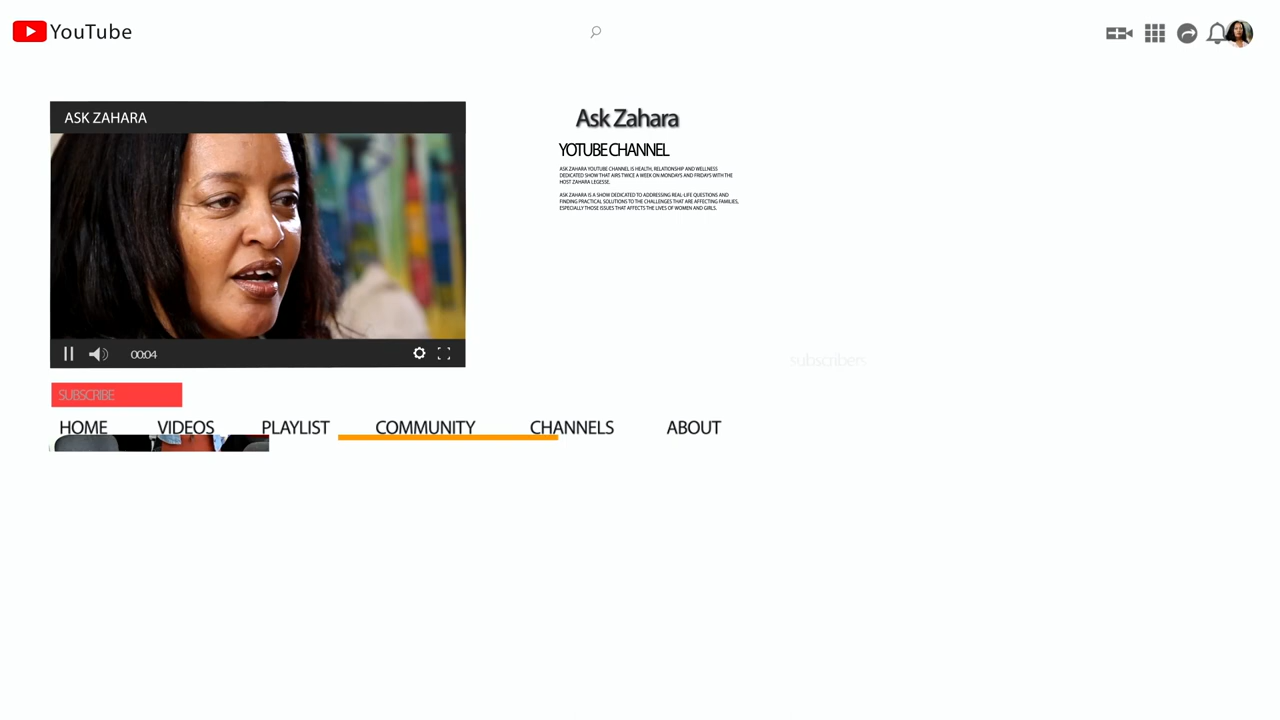 YouTube
ASK ZAHARA
Ask Zahara
YOTUBE CHANNEL
ASK ZAHARA YOUTUBE CHANNEL IS HEALTH, RELATIONSHIP AND WELLNESS
DEDICATED SHOW THAT AIRS TWICE A WEEK ON MONDAYS AND FRIDAYS WITH THE
HOST ZAHARA LEGESSE.
ASK ZAHARA IS A SHOW DEDICATED TO ADDRESSING REAL-LIFE QUESTIONS AND
FINDING PRACTICAL SOLUTIONS TO THE CHALLENGES THAT ARE AFFECTING FAMILIES,
ESPECIALLY THOSE ISSUES THAT AFFECTS THE LIVES OF WOMEN AND GIRLS.
00:04
subscribers
SUBSCRIBE
HOME VIDEOS PLAYLIST COMMUNITY CHANNELS ABOUT